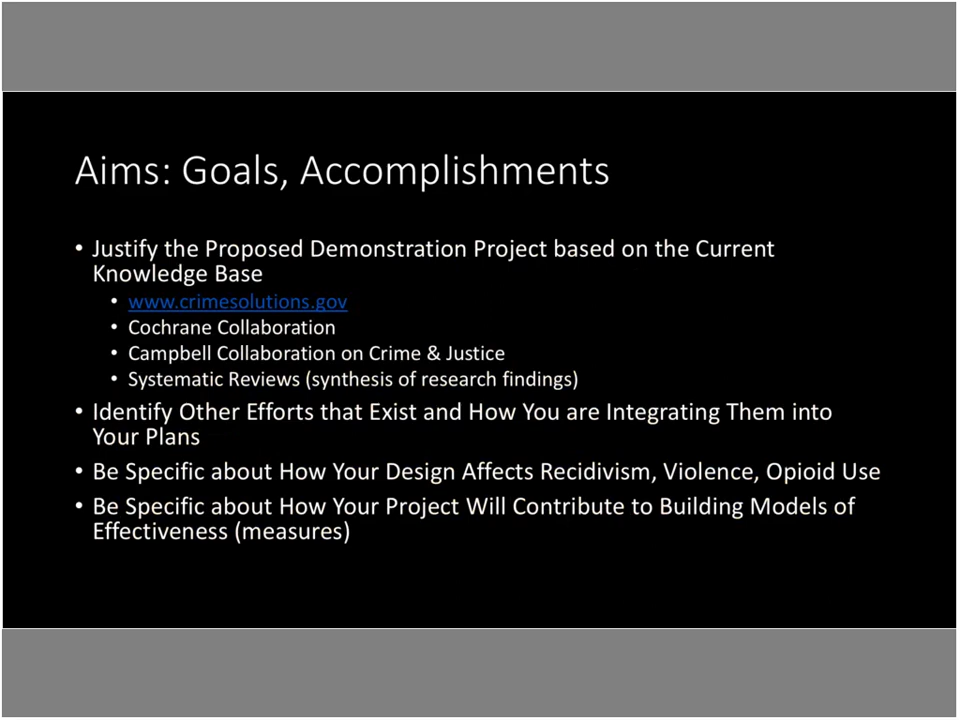 Aims: Goals, Accomplishments
• Justify the Proposed Demonstration Project based on the Current
Knowledge Base
• www.crimesolutions.gov
• Cochrane Collaboration
• Campbell Collaboration on Crime & Justice
• Systematic Reviews (synthesis of research findings)
• Identify Other Efforts that Exist and How You are Integrating Them into
Your Plans
• Be Specific about How Your Design Affects Recidivism, Violence, Opioid Use
• Be Specific about How Your Project Will Contribute to Building Models of
Effectiveness (measures)